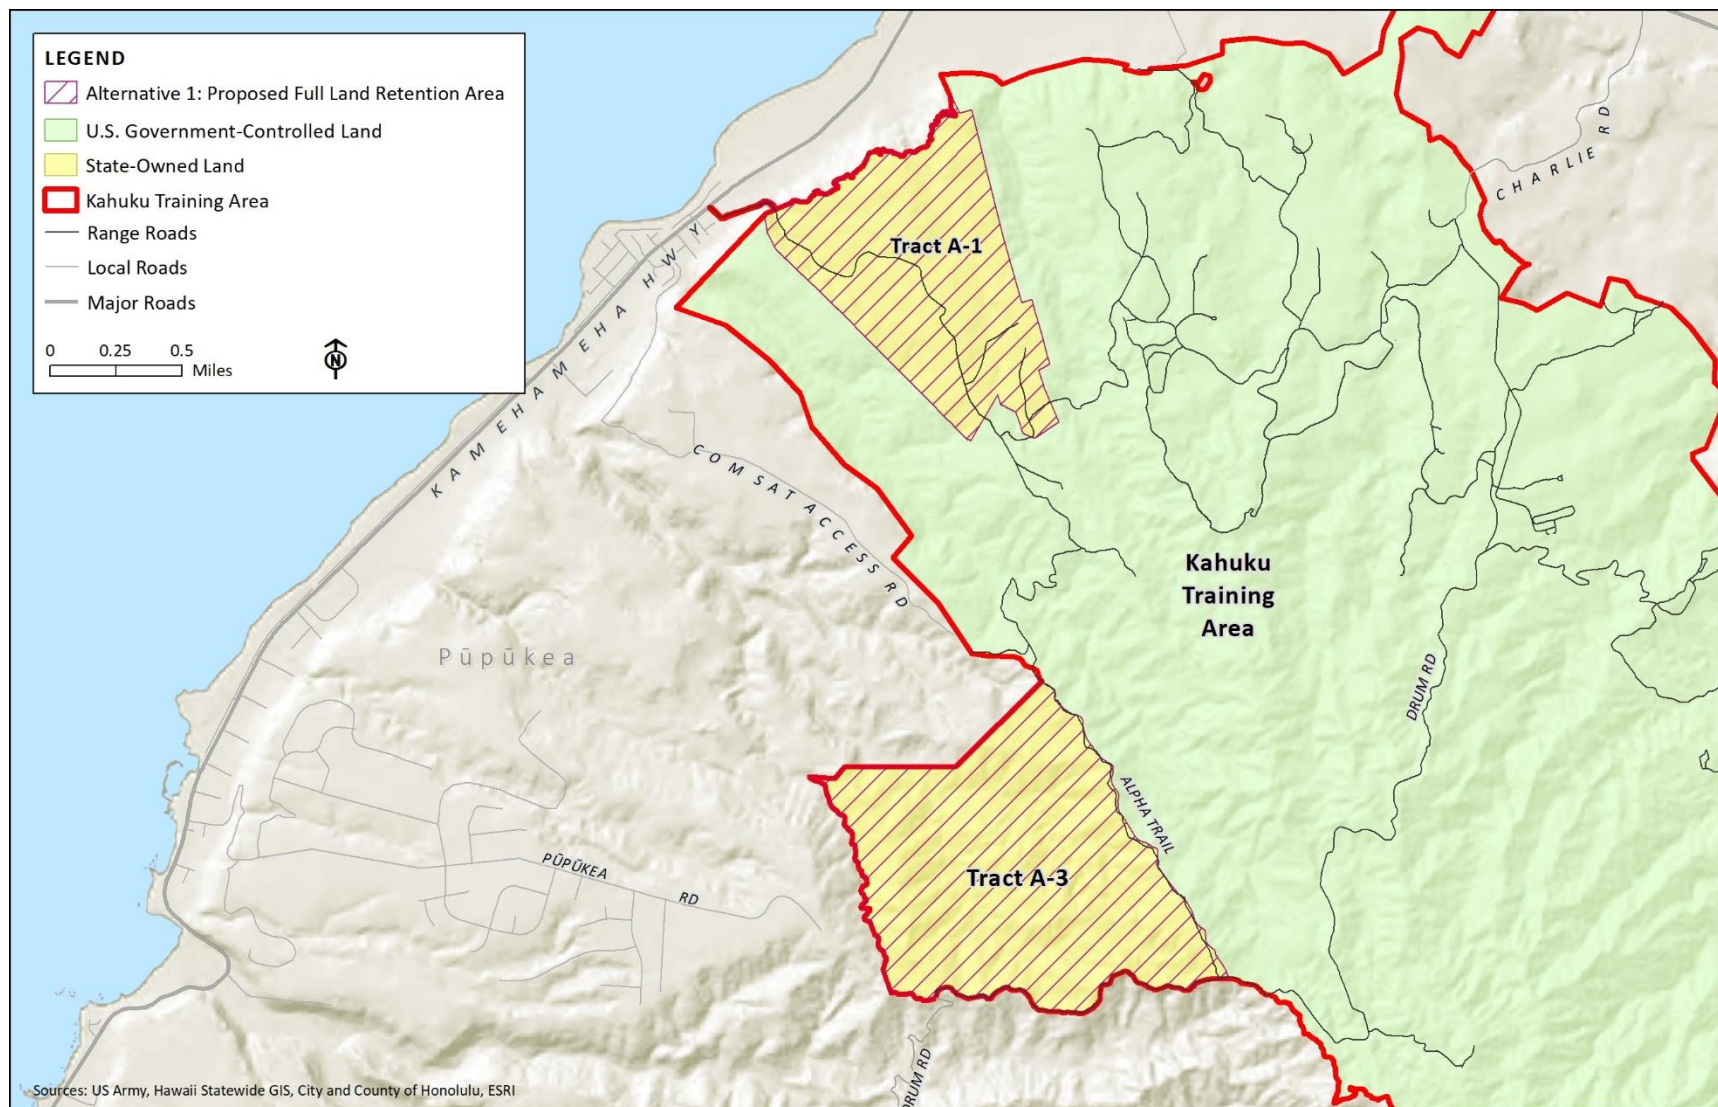 LEGEND
Alternative 1: Proposed Full Land Retention Area
U.S. Government-Controlled Land
State-Owned Land
Kahuku Training Area
Range Roads
Local Roads
Major Roads
0 0.25 0.5
Miles
N
CHARLIE RD
Tract A-1
KAMEHAMEHA HWY
COMSAT ACCESS RD
Kahuku
Training
Area
Pūpūkea
DRUM RD
ALPHA TRAIL
PŪPŪKEA RD
Tract A-3
DRUM RD
Sources: US Army, Hawaii Statewide GIS, City and County of Honolulu, ESRI